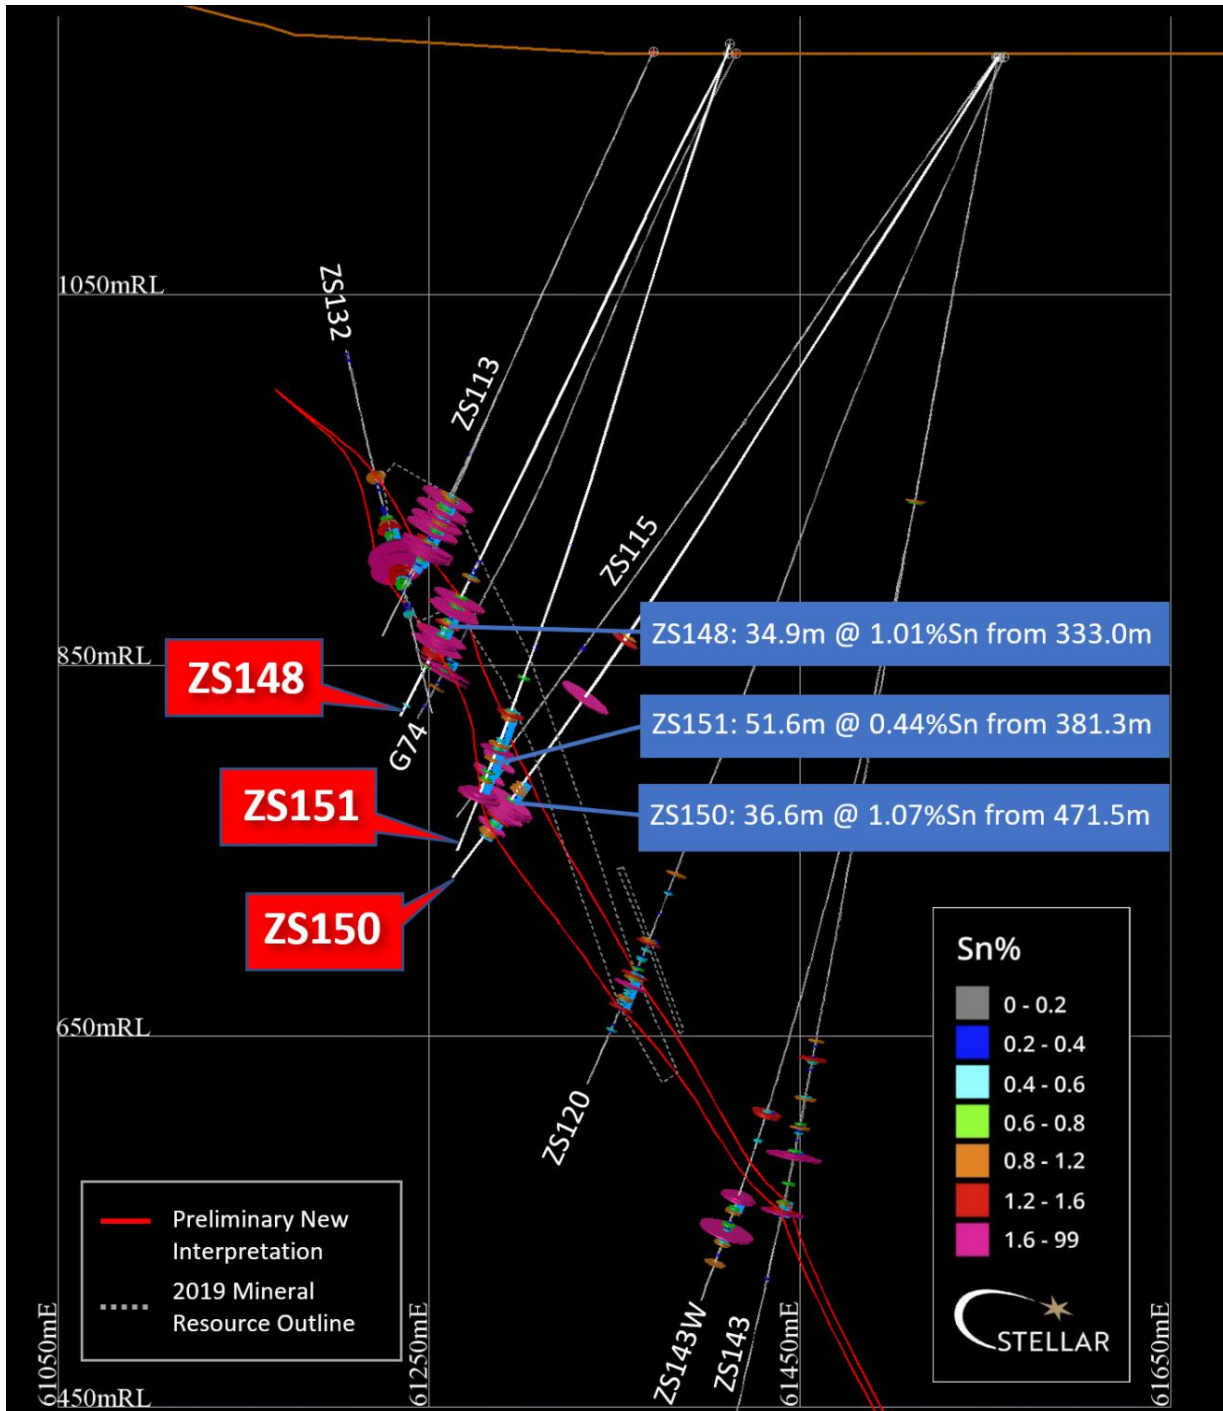 1050mRL
ZS132
ZS113
ZS115
ZS148: 34.9m @ 1.01%Sn from 333.0m
850mRL
ZS148
ZS151: 51.6m @ 0.44%Sn from 381.3m
G74
ZS151
ZS150: 36.6m @ 1.07%Sn from 471.5m
ZS150
Sn%
0 - 0.2
0.2 - 0.4
0.4 - 0.6
0.6 - 0.8
0.8 - 1.2
1.2 - 1.6
1.6 - 99
650mRL
ZS120
Preliminary New
Interpretation
2019 Mineral
Resource Outline
ZS143W
ZS143
STELLAR
61050mE
61250mE
61450mE
61650mE
450mRL